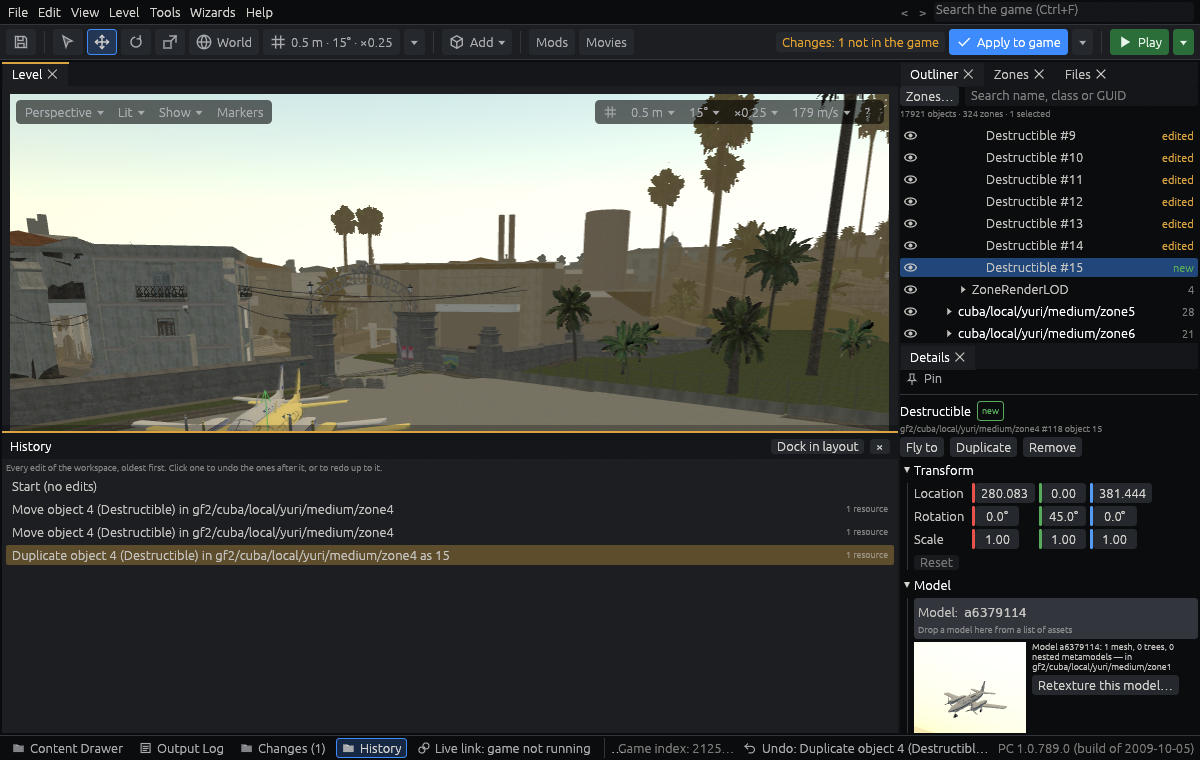 File Edit View Level Tools Wizards Help
< > Search the game (Ctrl+F)
World 0.5 m · 15° · ×0.25 Add Mods Movies Changes: 1 not in the game Apply to game Play
Level
Perspective Lit Show Markers 0.5 m 15° ×0.25 179 m/s ?
Outliner Zones Files
Zones... Search name, class or GUID
17921 objects · 324 zones · 1 selected
Destructible #9 edited
Destructible #10 edited
Destructible #11 edited
Destructible #12 edited
Destructible #13 edited
Destructible #14 edited
Destructible #15 new
ZoneRenderLOD 4
cuba/local/yuri/medium/zone5 28
cuba/local/yuri/medium/zone6 21
Details
Pin
Destructible new
gf2/cuba/local/yuri/medium/zone4 #118 object 15
Fly to Duplicate Remove
Transform
Location 280.083 0.00 381.444
Rotation 0.0° 45.0° 0.0°
Scale 1.00 1.00 1.00
Reset
Model
Model: a6379114
Drop a model here from a list of assets
Model a6379114: 1 mesh, 0 trees, 0
nested metamodels — in
gf2/cuba/local/yuri/medium/zone1
Retexture this model...
History Dock in layout ×
Every edit of the workspace, oldest first. Click one to undo the ones after it, or to redo up to it.
Start (no edits)
Move object 4 (Destructible) in gf2/cuba/local/yuri/medium/zone4 1 resource
Move object 4 (Destructible) in gf2/cuba/local/yuri/medium/zone4 1 resource
Duplicate object 4 (Destructible) in gf2/cuba/local/yuri/medium/zone4 as 15 1 resource
Content Drawer Output Log Changes (1) History Live link: game not running ..Game index: 2125... Undo: Duplicate object 4 (Destructibl... PC 1.0.789.0 (build of 2009-10-05)